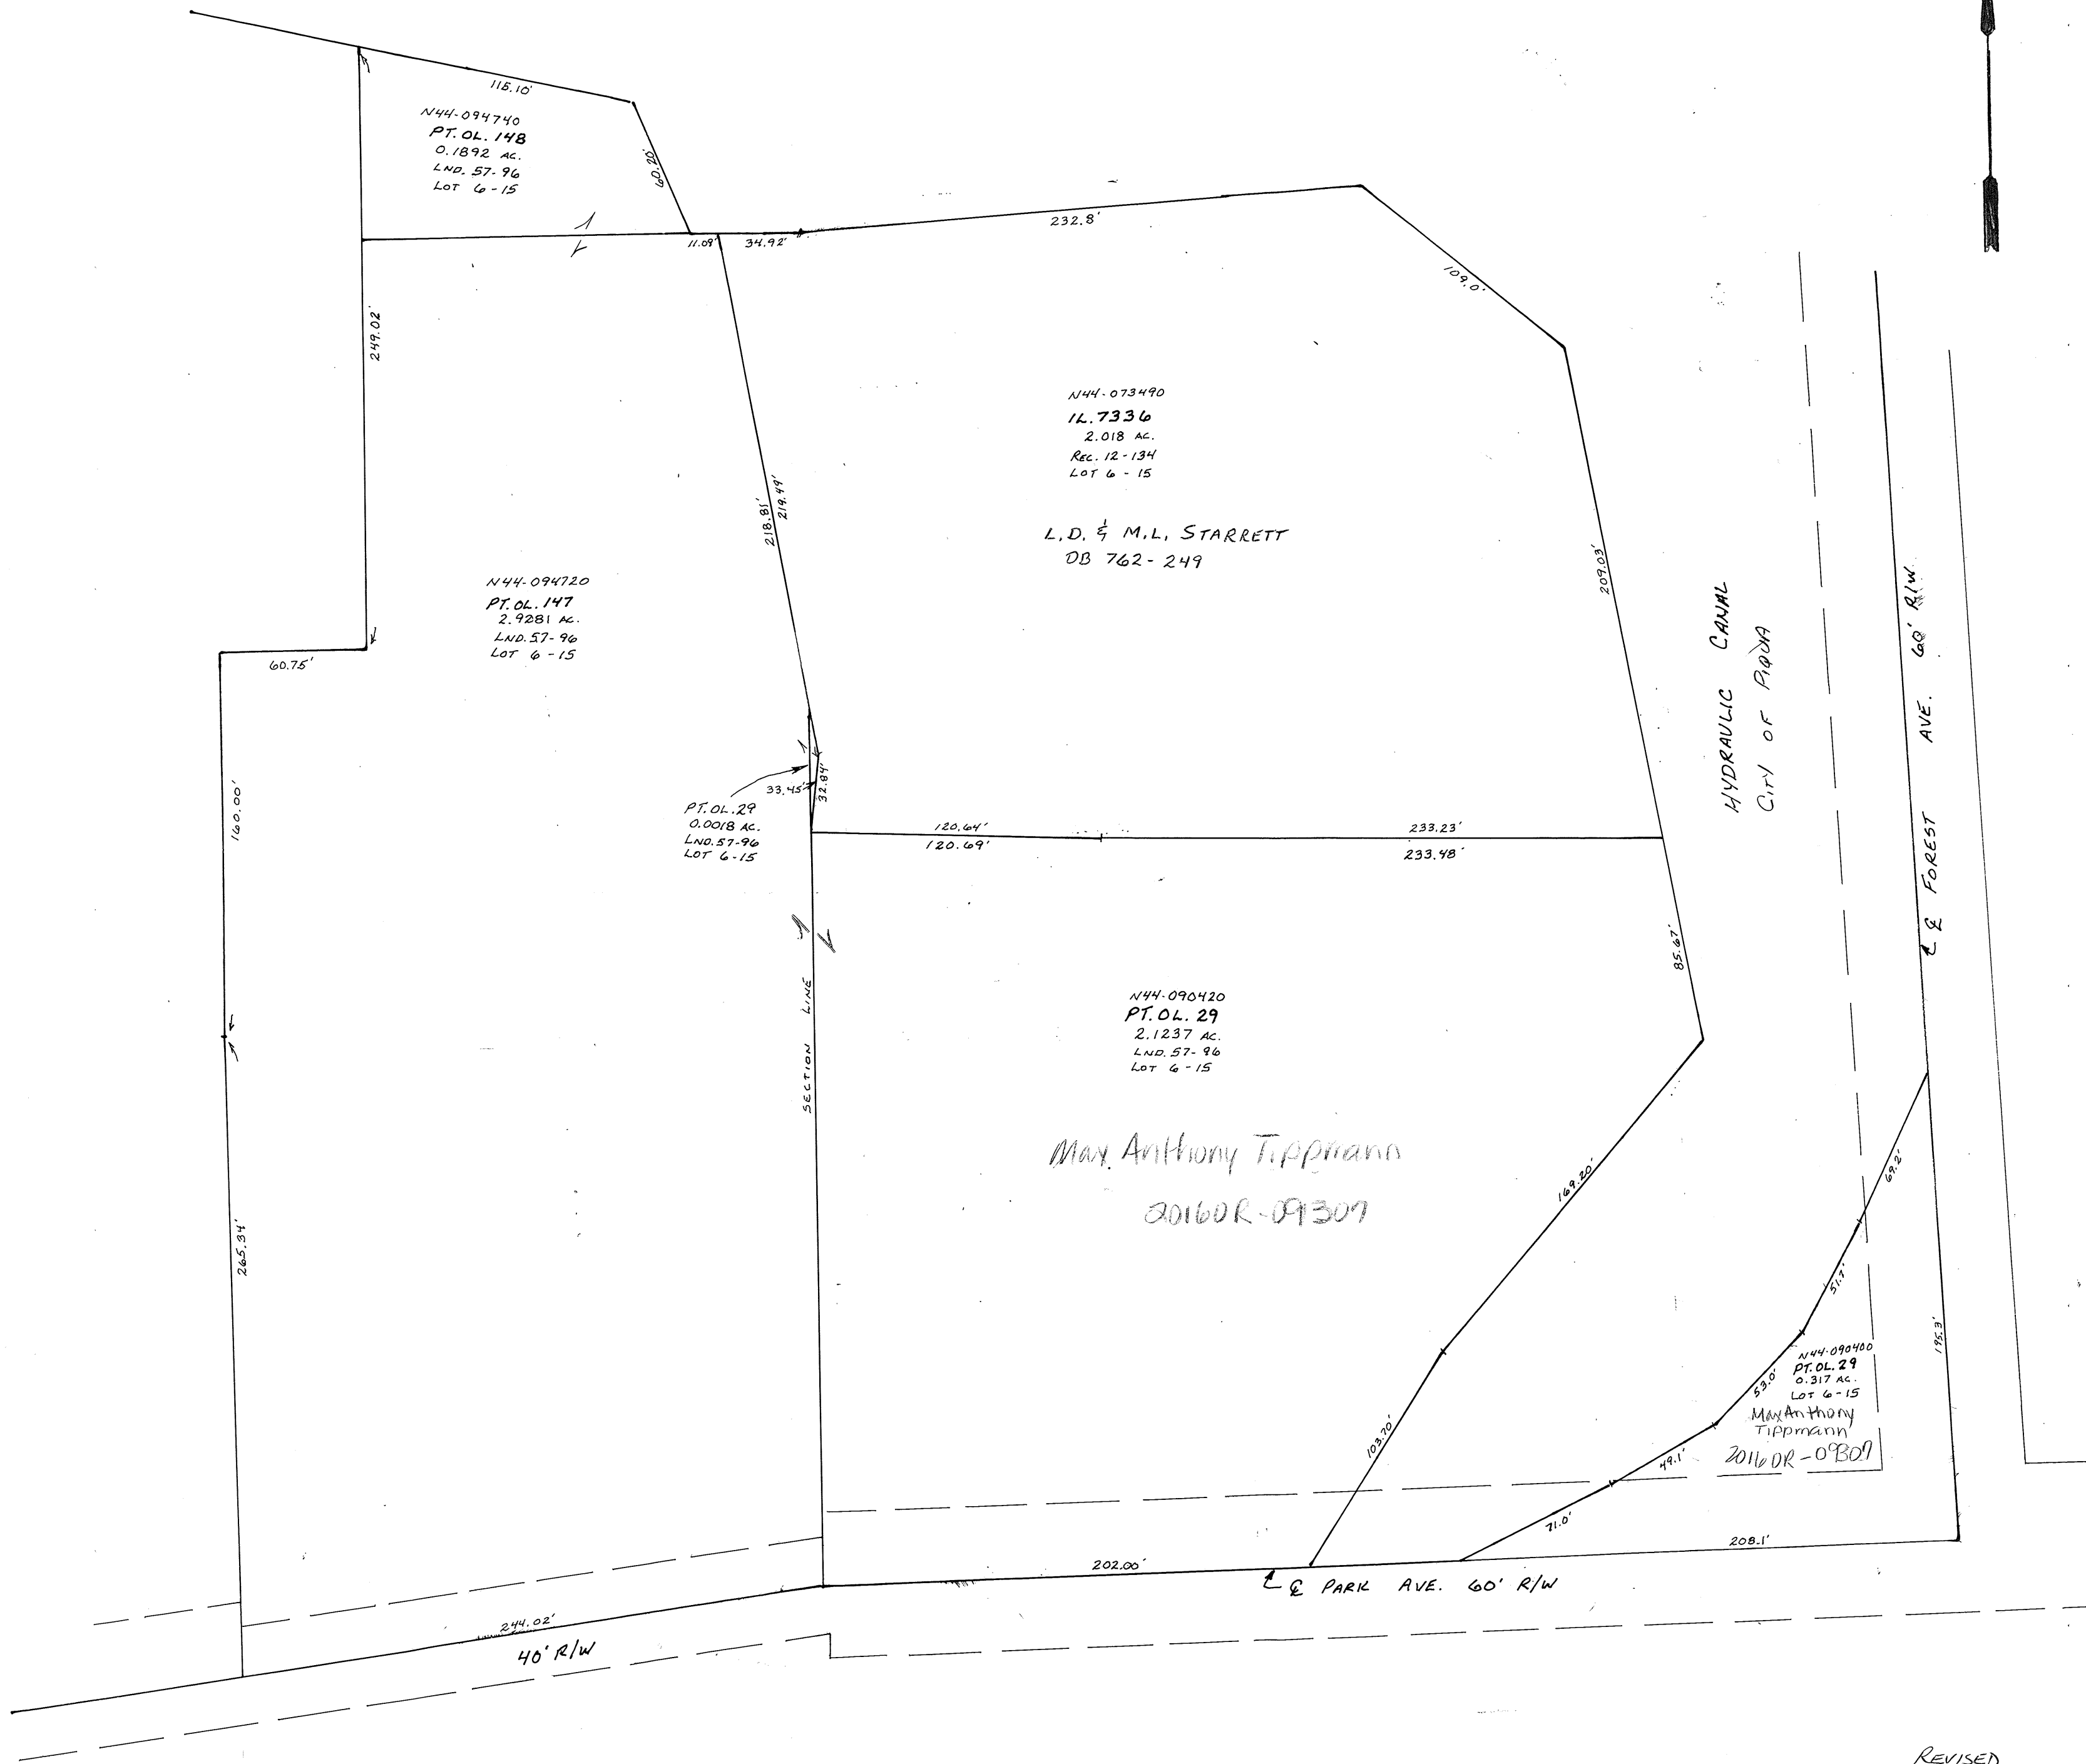 115.10'
N44-094740
PT. OL. 148
0.1892 AC.
LND. 57-96
LOT 6-15
60.20'
11.09'
34.92'
232.8'
109.0'
249.02'
N44-073490
IL. 7336
2.018 AC.
REC. 12-134
LOT 6-15
L.D. & M.L. STARRETT
DB 762-249
218.81'
219.49'
209.03'
N44-094720
PT. OL. 147
2.9281 AC.
LND. 57-96
LOT 6-15
60.75'
HYDRAULIC CANAL
CITY OF PIQUA
℄ FOREST AVE. 60' R/W
160.00'
33.45'
32.84'
PT. OL. 29
0.0018 AC.
LND. 57-96
LOT 6-15
120.64'
233.23'
120.69'
233.48'
85.67'
SECTION LINE
N44-090420
PT. OL. 29
2.1237 AC.
LND. 57-96
LOT 6-15
Max Anthony Tippmann
2016OR-09307
169.20'
69.2'
265.34'
51.7'
195.3'
N44-090400
PT. OL. 29
0.317 AC.
LOT 6-15
Max Anthony
Tippmann
2016OR-09307
53.0'
103.70'
49.1'
71.0'
208.1'
202.00'
℄ PARK AVE. 60' R/W
244.02'
40' R/W
REVISED